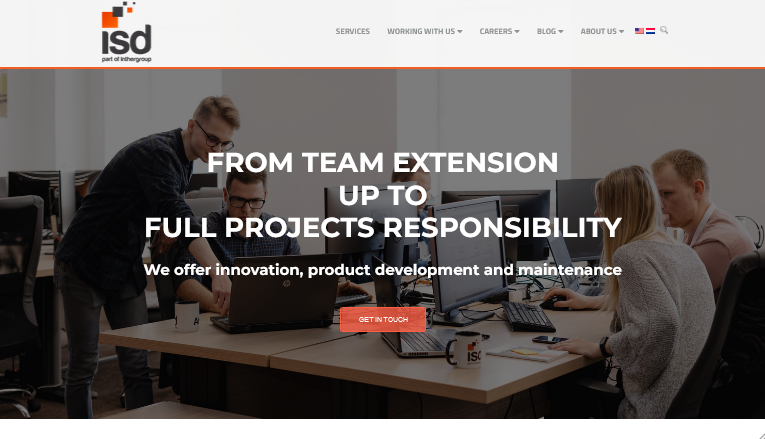 isd
part of inthergroup
SERVICES WORKING WITH US CAREERS BLOG ABOUT US
FROM TEAM EXTENSION
UP TO
FULL PROJECTS RESPONSIBILITY
We offer innovation, product development and maintenance
GET IN TOUCH
hp
isd